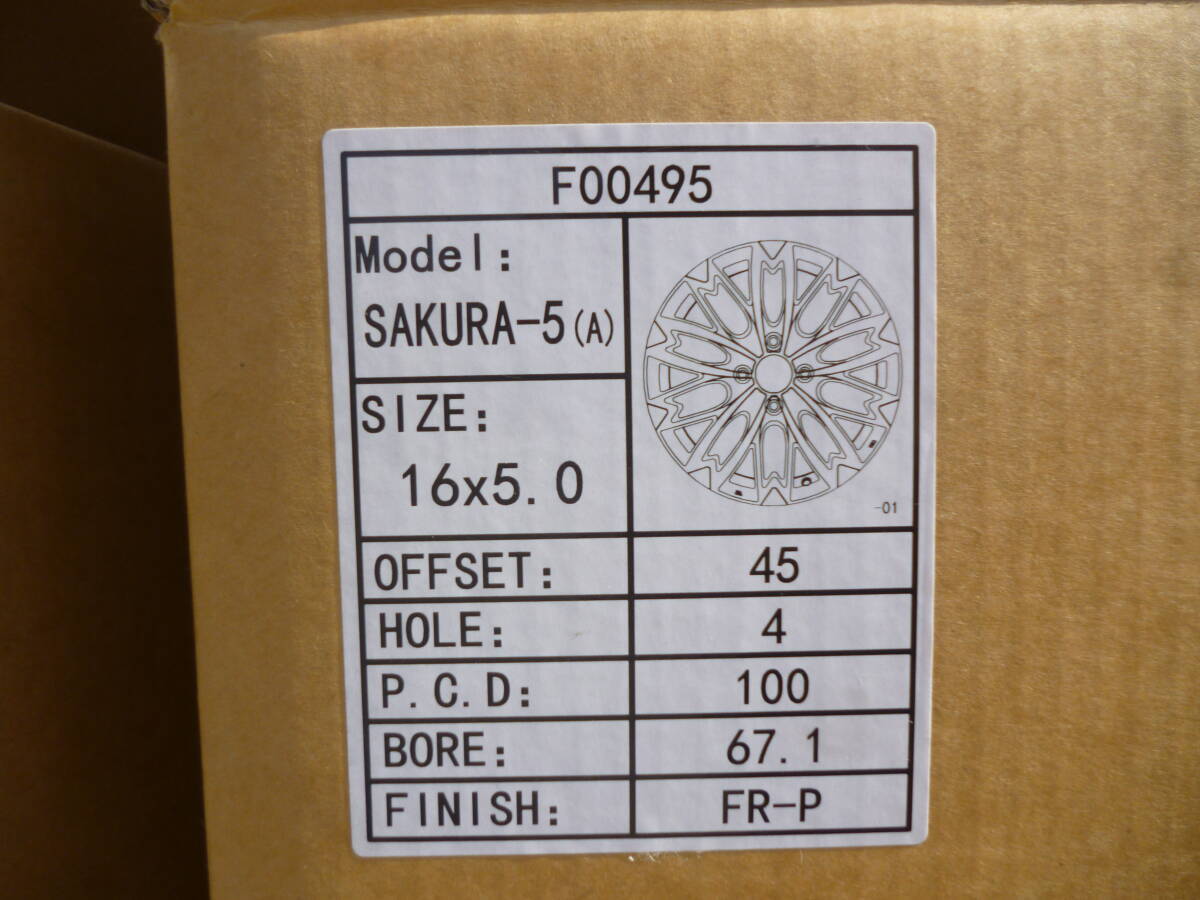 F00495
Model:
SAKURA-5(A)
SIZE:
16x5.0
-01
OFFSET: 45
HOLE: 4
P.C.D: 100
BORE: 67.1
FINISH: FR-P